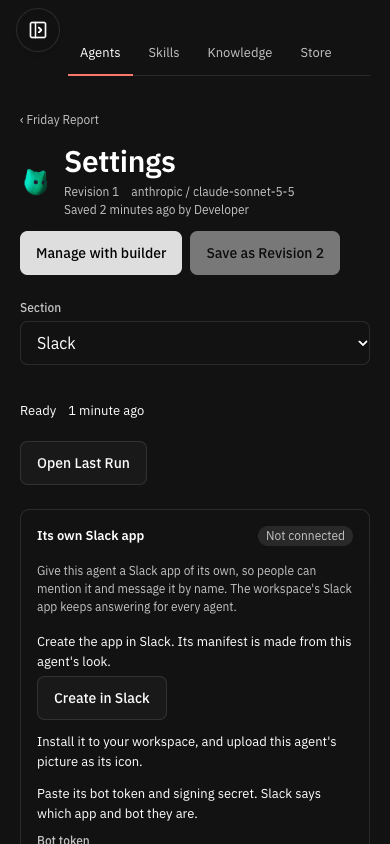 Agents Skills Knowledge Store
‹ Friday Report
Settings
Revision 1 anthropic / claude-sonnet-5-5
Saved 2 minutes ago by Developer
Manage with builder Save as Revision 2
Section
Slack
Ready 1 minute ago
Open Last Run
Its own Slack app Not connected
Give this agent a Slack app of its own, so people can
mention it and message it by name. The workspace's Slack
app keeps answering for every agent.
Create the app in Slack. Its manifest is made from this
agent's look.
Create in Slack
Install it to your workspace, and upload this agent's
picture as its icon.
Paste its bot token and signing secret. Slack says
which app and bot they are.
Bot token